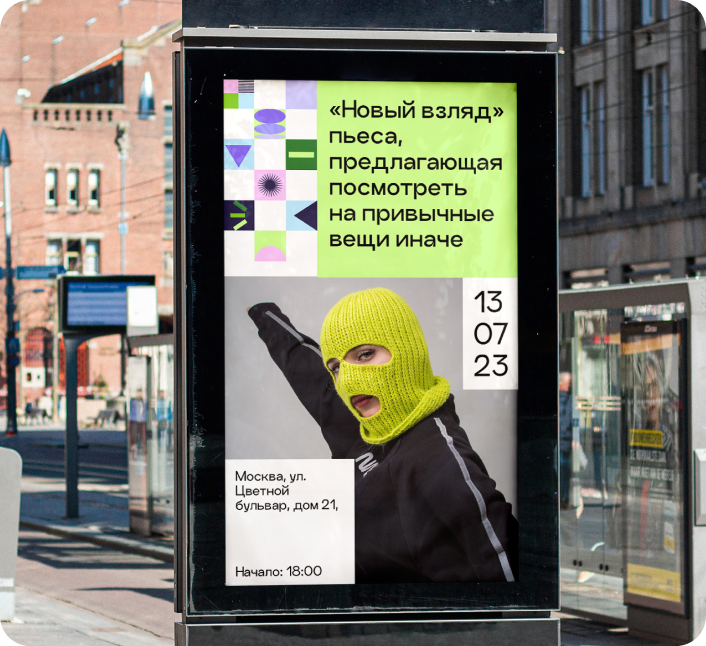 «Новый взгляд»
пьеса,
предлагающая
посмотреть
на привычные
вещи иначе
13
07
23
Москва, ул.
Цветной
бульвар, дом 21,
Начало: 18:00